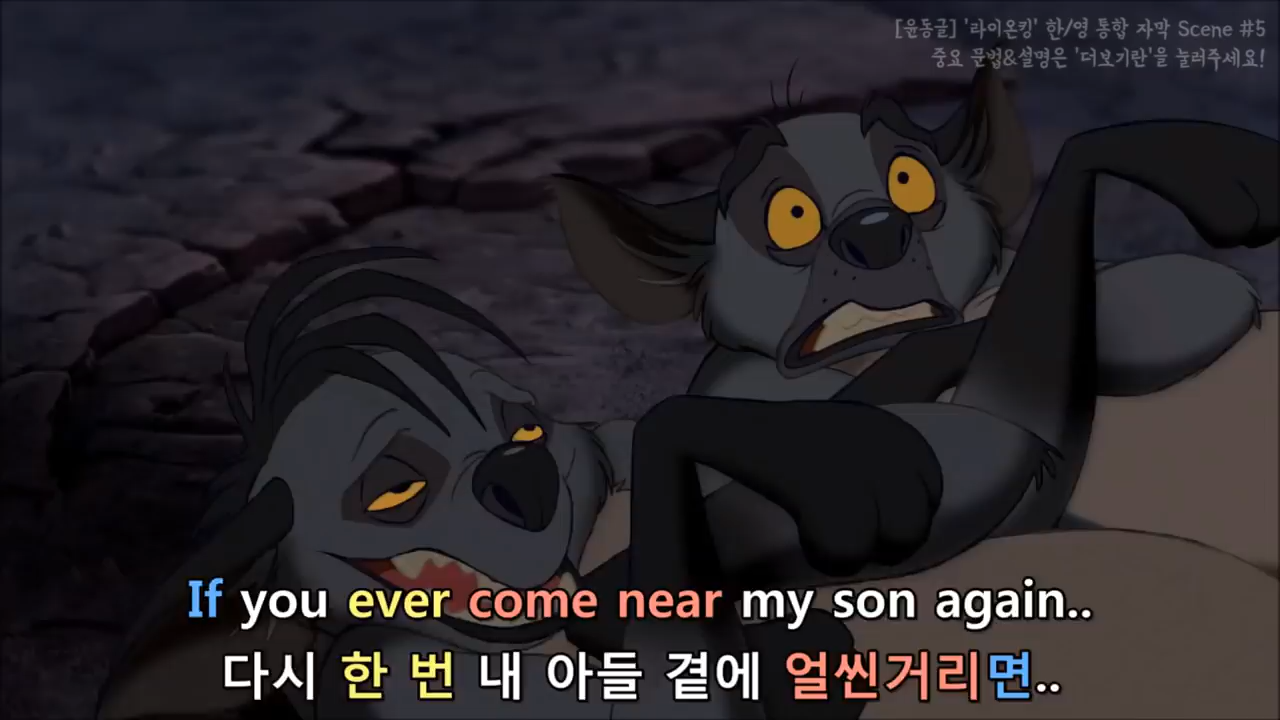 [윤동글] '라이온킹' 한/영 통합 자막 Scene #5
중요 문법&설명은 '더보기란'을 눌러주세요!
If you ever come near my son again..
다시 한 번 내 아들 곁에 얼씬거리면..